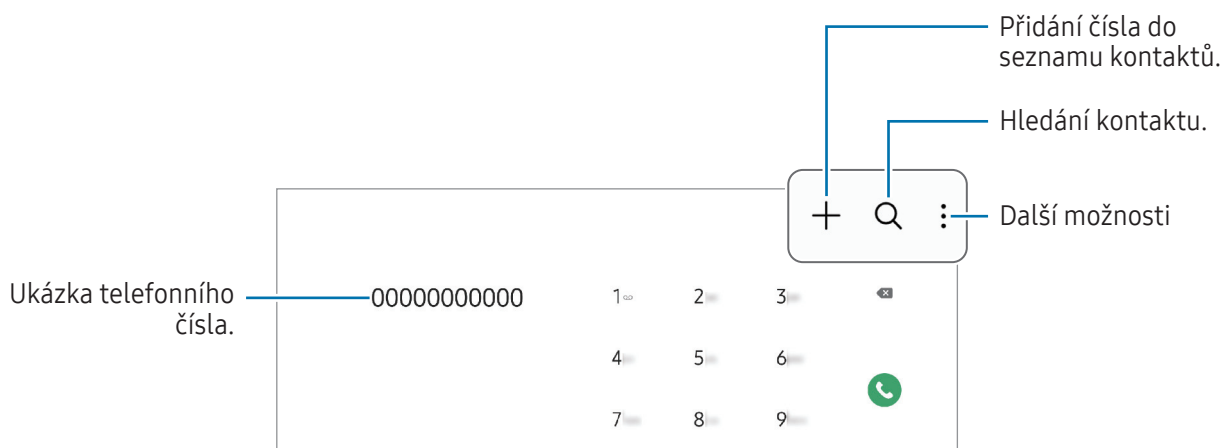 Přidání čísla do
seznamu kontaktů.
Hledání kontaktu.
Další možnosti
Ukázka telefonního
čísla.
00000000000
1 2 3
4 5 6
7 8 9